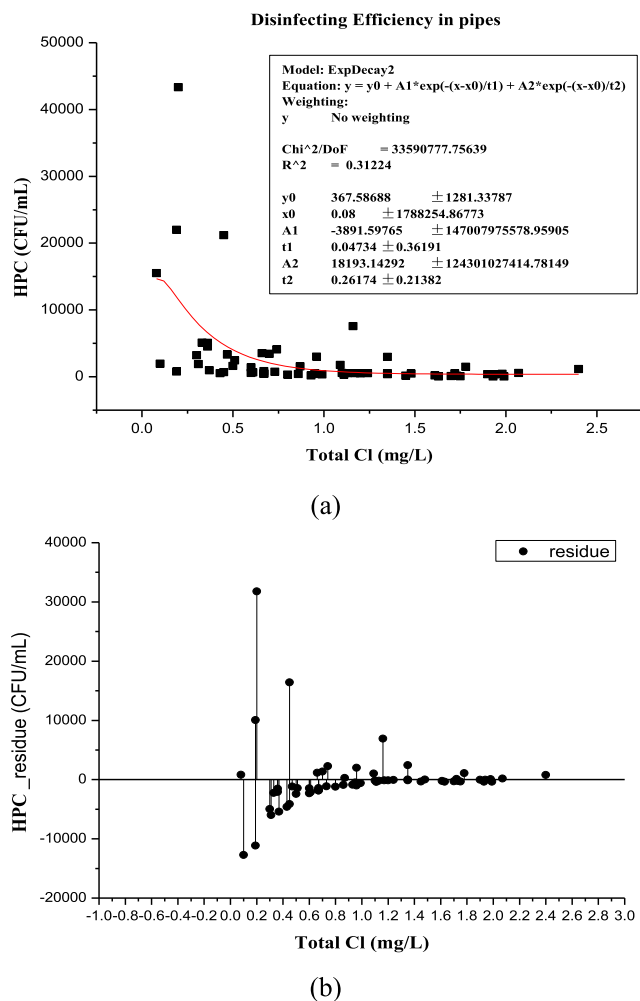 Disinfecting Efficiency in pipes
50000
40000
30000
20000
10000
0
HPC (CFU/mL)
Model: ExpDecay2
Equation: y = y0 + A1*exp(-(x-x0)/t1) + A2*exp(-(x-x0)/t2)
Weighting:
y No weighting
Chi^2/DoF = 33590777.75639
R^2 = 0.31224
y0 367.58688 ±1281.33787
x0 0.08 ±1788254.86773
A1 -3891.59765 ±147007975578.95905
t1 0.04734 ±0.36191
A2 18193.14292 ±124301027414.78149
t2 0.26174 ±0.21382
0.0 0.5 1.0 1.5 2.0 2.5
Total Cl (mg/L)
(a)
40000
30000
20000
10000
0
-10000
-20000
HPC _residue (CFU/mL)
residue
-1.0 -0.8 -0.6 -0.4 -0.2 0.0 0.2 0.4 0.6 0.8 1.0 1.2 1.4 1.6 1.8 2.0 2.2 2.4 2.6 2.8 3.0
Total Cl (mg/L)
(b)